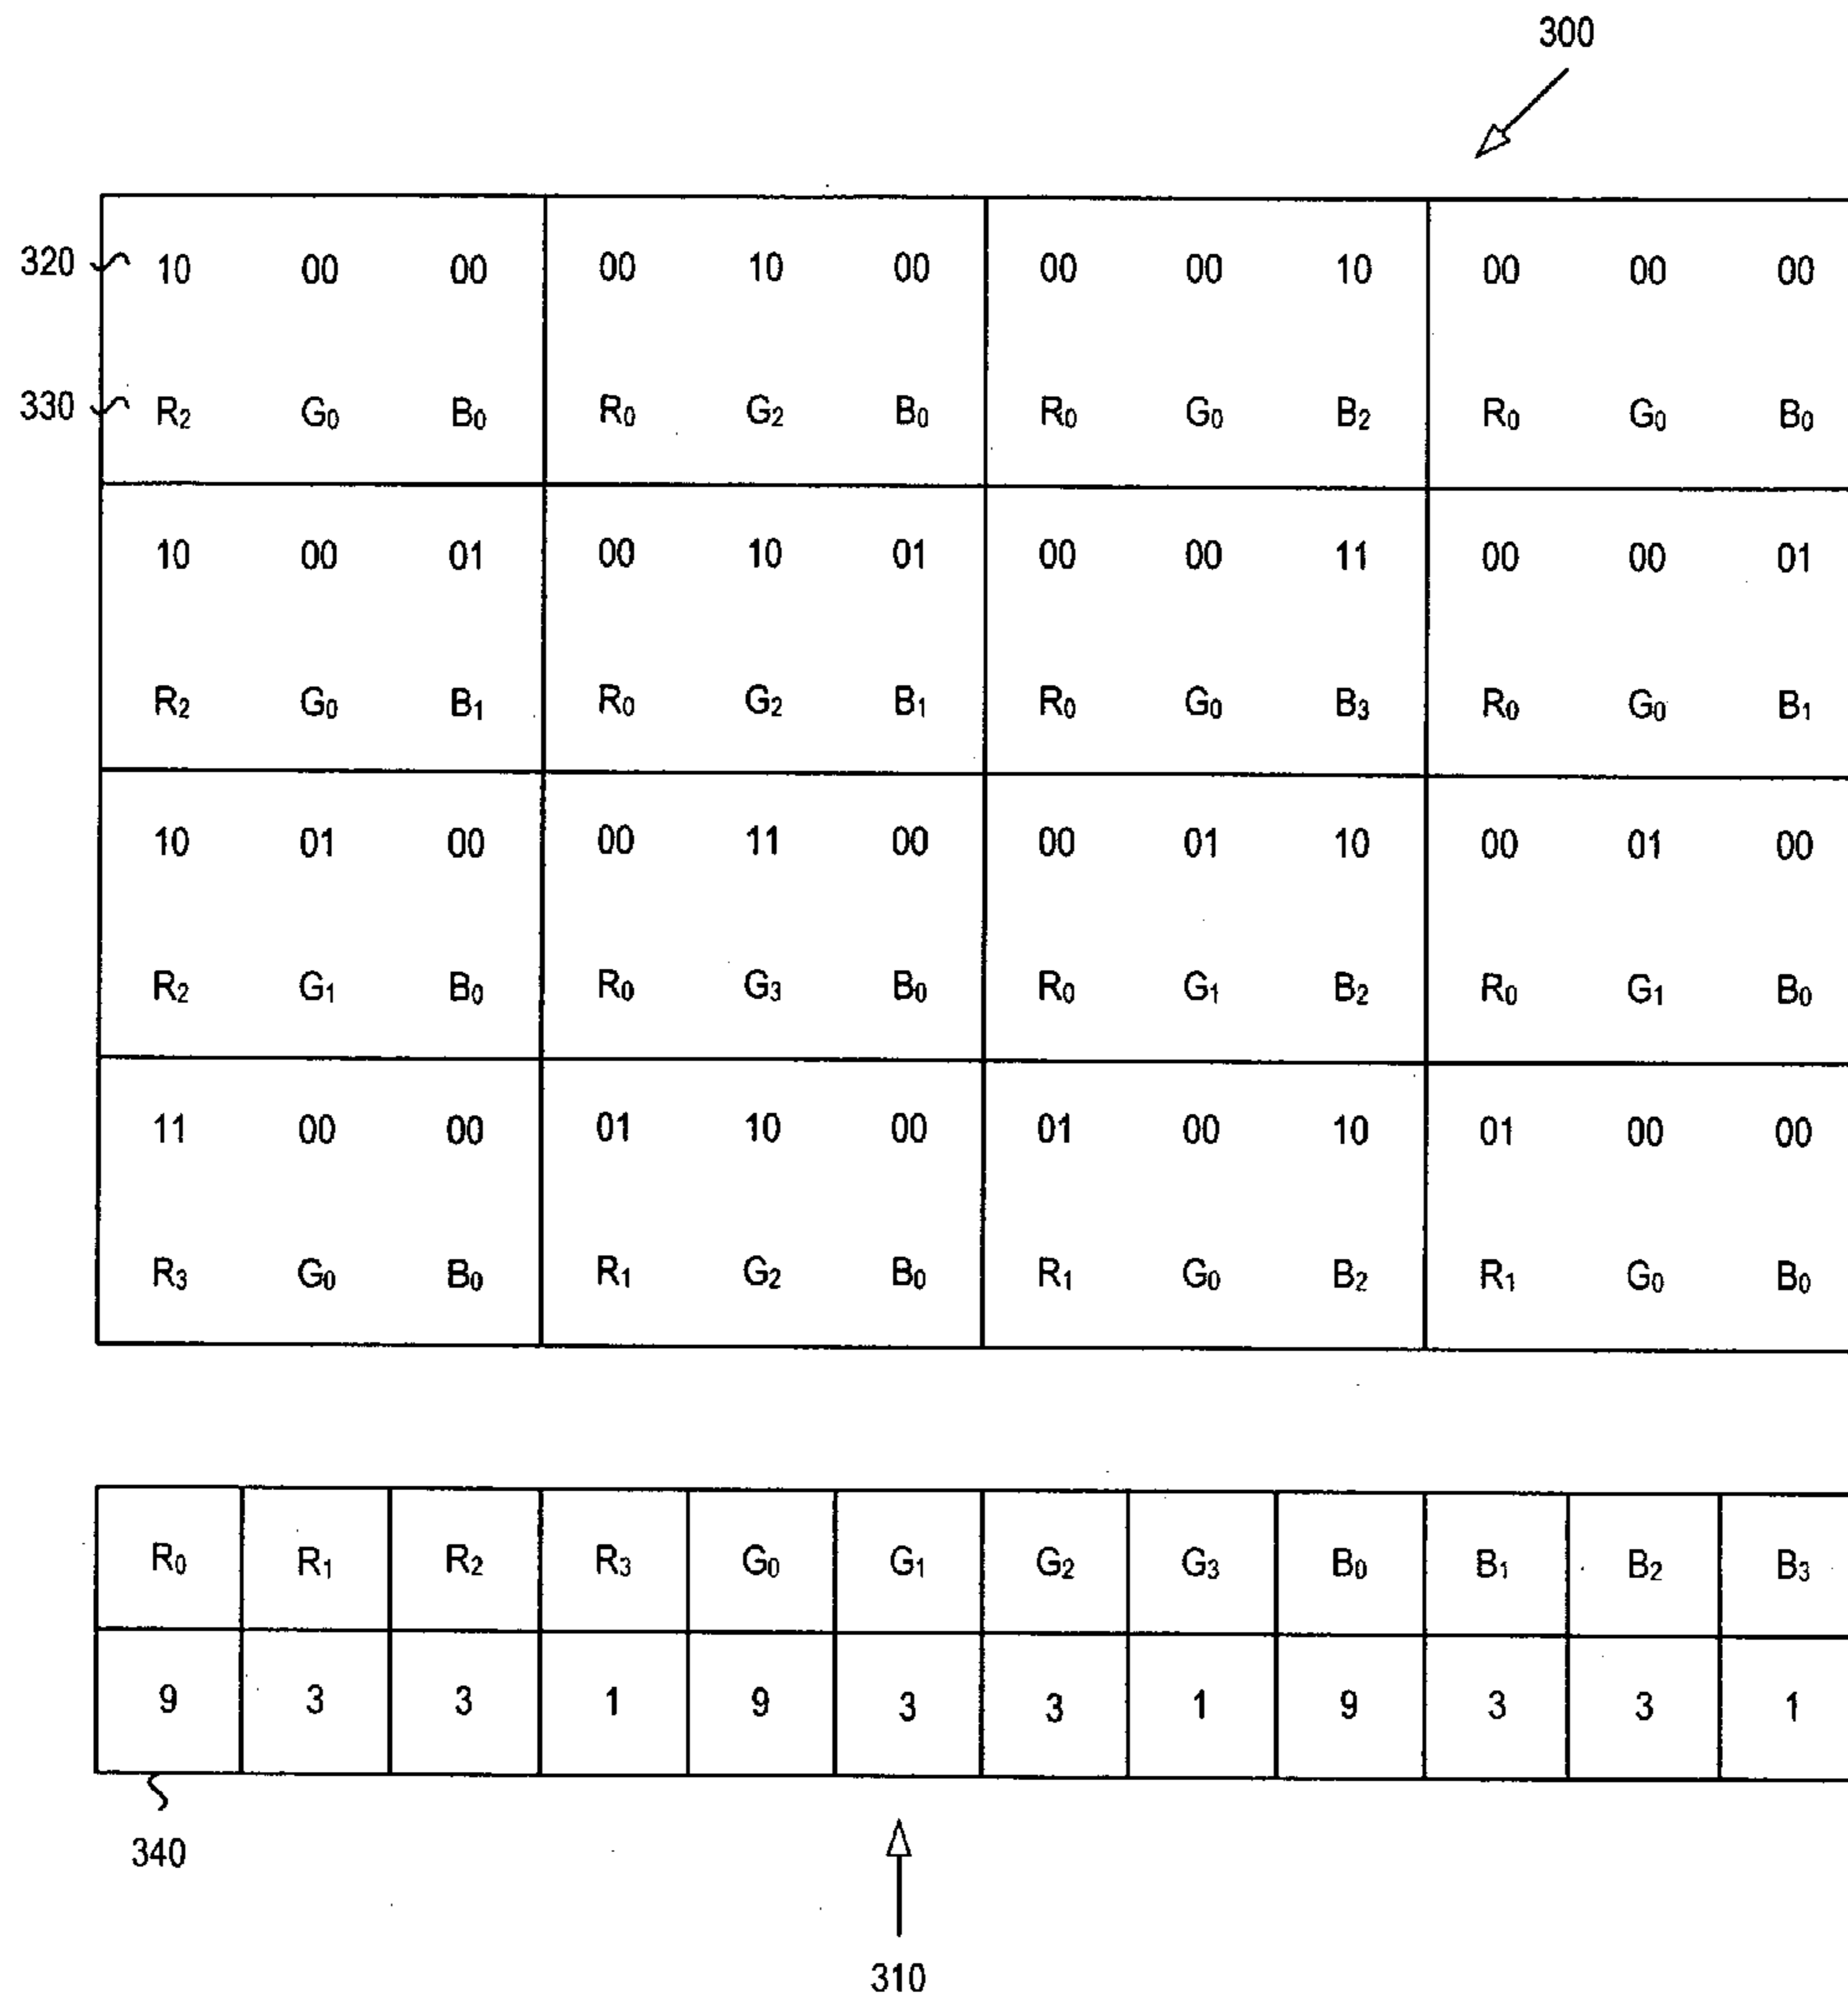 300
320 10 00 00 00 10 00 00 00 10 00 00 00
330 R₂ G₀ B₀ R₀ G₂ B₀ R₀ G₀ B₂ R₀ G₀ B₀
10 00 01 00 10 01 00 00 11 00 00 01
R₂ G₀ B₁ R₀ G₂ B₁ R₀ G₀ B₃ R₀ G₀ B₁
10 01 00 00 11 00 00 01 10 00 01 00
R₂ G₁ B₀ R₀ G₃ B₀ R₀ G₁ B₂ R₀ G₁ B₀
11 00 00 01 10 00 01 00 10 01 00 00
R₃ G₀ B₀ R₁ G₂ B₀ R₁ G₀ B₂ R₁ G₀ B₀
R₀ R₁ R₂ R₃ G₀ G₁ G₂ G₃ B₀ B₁ B₂ B₃
9 3 3 1 9 3 3 1 9 3 3 1
340
310